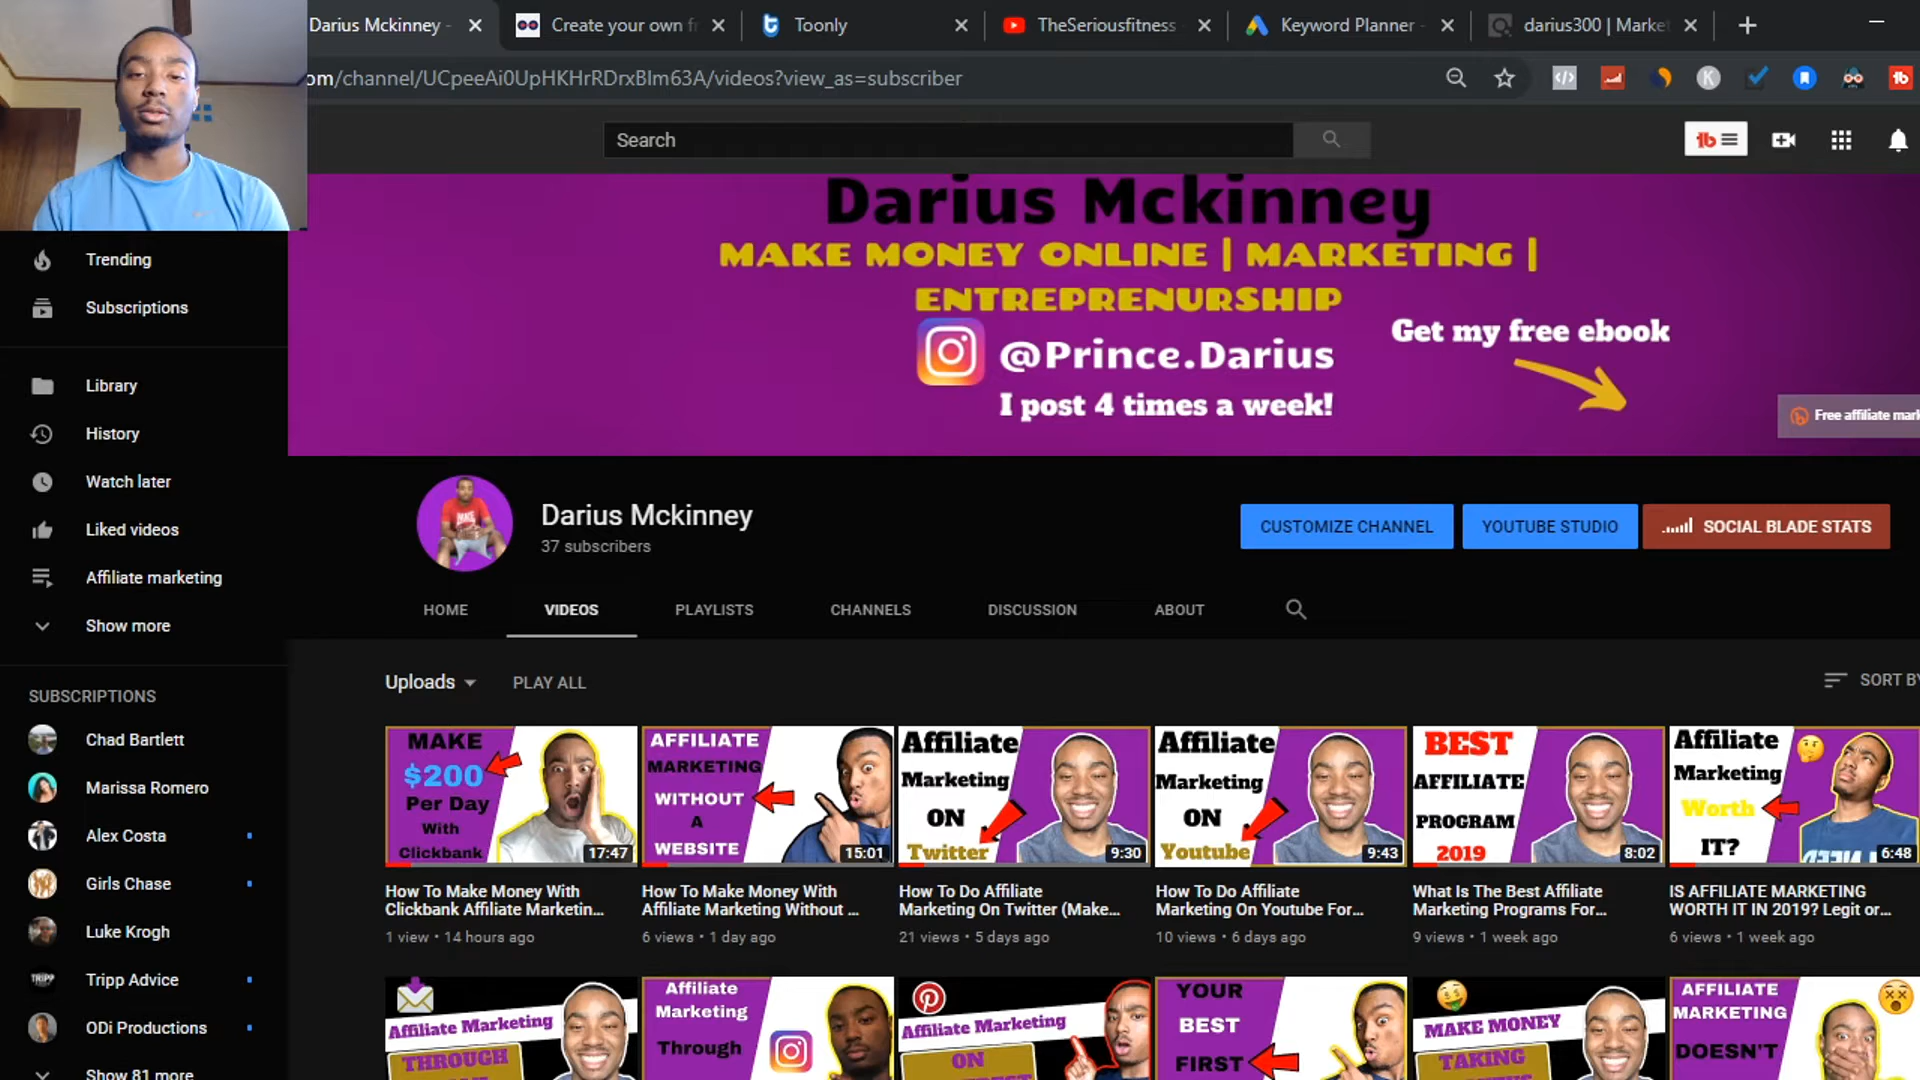 Darius Mckinney -
Create your own fr
Toonly
TheSeriousfitness
Keyword Planner -
darius300 | Market
om/channel/UCpeeAi0UpHKHrRDrxBlm63A/videos?view_as=subscriber
Search
Darius Mckinney
MAKE MONEY ONLINE | MARKETING |
ENTREPRENURSHIP
@Prince.Darius
I post 4 times a week!
Get my free ebook
Free affiliate mark
Trending
Subscriptions
Library
History
Watch later
Liked videos
Affiliate marketing
Show more
SUBSCRIPTIONS
Chad Bartlett
Marissa Romero
Alex Costa
Girls Chase
Luke Krogh
TRIPP
Tripp Advice
ODi Productions
Show 81 more
Darius Mckinney
37 subscribers
CUSTOMIZE CHANNEL
YOUTUBE STUDIO
SOCIAL BLADE STATS
HOME
VIDEOS
PLAYLISTS
CHANNELS
DISCUSSION
ABOUT
Uploads
PLAY ALL
SORT BY
MAKE
$200
Per Day
With
Clickbank
17:47
How To Make Money With
Clickbank Affiliate Marketin...
1 view • 14 hours ago
AFFILIATE
MARKETING
WITHOUT
A
WEBSITE
15:01
How To Make Money With
Affiliate Marketing Without ...
6 views • 1 day ago
Affiliate
Marketing
ON
Twitter
9:30
How To Do Affiliate
Marketing On Twitter (Make...
21 views • 5 days ago
Affiliate
Marketing
ON
Youtube
9:43
How To Do Affiliate
Marketing On Youtube For...
10 views • 6 days ago
BEST
AFFILIATE
PROGRAM
2019
8:02
What Is The Best Affiliate
Marketing Programs For...
9 views • 1 week ago
Affiliate
Marketing
Worth
IT?
6:48
IS AFFILIATE MARKETING
WORTH IT IN 2019? Legit or...
6 views • 1 week ago
Affiliate Marketing
THROUGH
Affiliate
Marketing
Through
Affiliate Marketing
ON
YOUR
BEST
FIRST
MAKE MONEY
TAKING
AFFILIATE
MARKETING
DOESN'T